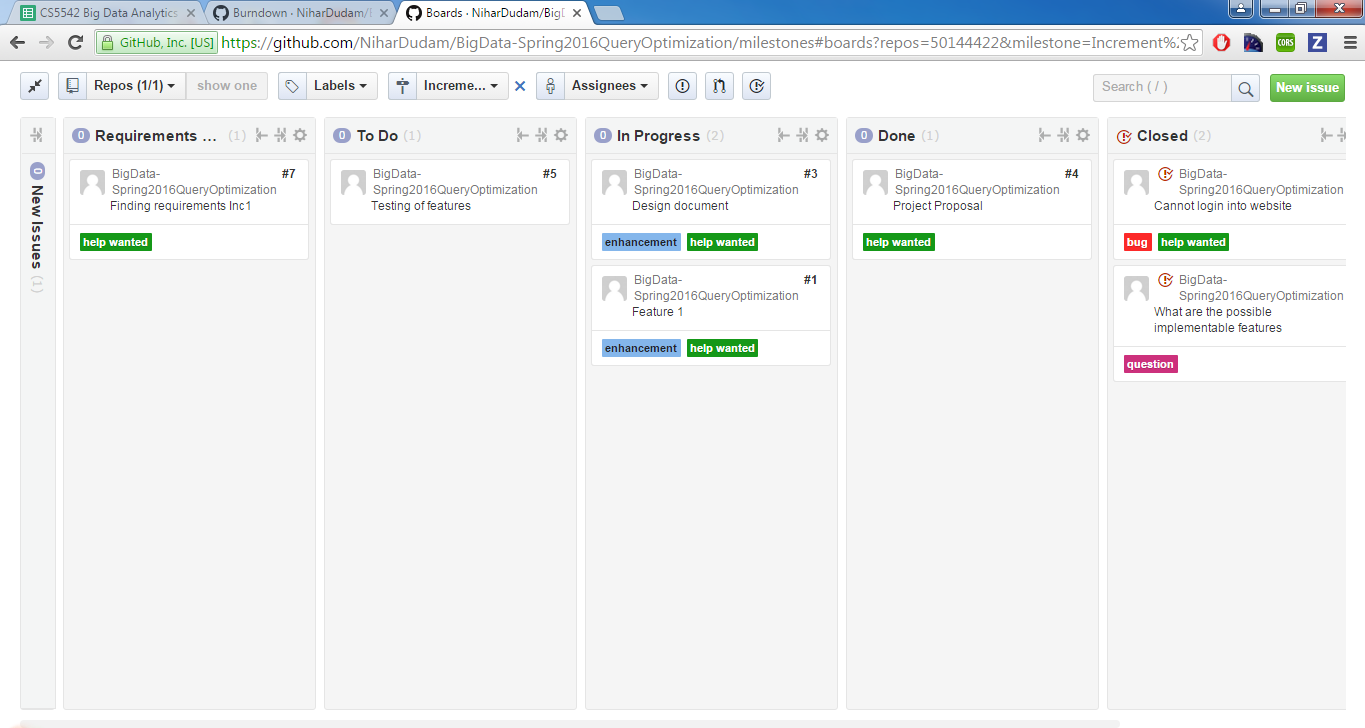 CS5542 Big Data Analytics
Burndown · NiharDudam/
Boards · NiharDudam/Big
GitHub, Inc. [US]
https://github.com/NiharDudam/BigData-Spring2016QueryOptimization/milestones#boards?repos=50144422&milestone=Increment%
CORS
Z
Repos (1/1)
show one
Labels
Increme...
Assignees
Search ( / )
New issue
0 New Issues (1)
0 Requirements ... (1)
BigData-
Spring2016QueryOptimization
#7
Finding requirements Inc1
help wanted
0 To Do (1)
BigData-
Spring2016QueryOptimization
#5
Testing of features
0 In Progress (2)
BigData-
Spring2016QueryOptimization
#3
Design document
enhancement help wanted
BigData-
Spring2016QueryOptimization
#1
Feature 1
enhancement help wanted
0 Done (1)
BigData-
Spring2016QueryOptimization
#4
Project Proposal
help wanted
Closed (2)
BigData-
Spring2016QueryOptimization
Cannot login into website
bug help wanted
BigData-
Spring2016QueryOptimization
What are the possible
implementable features
question